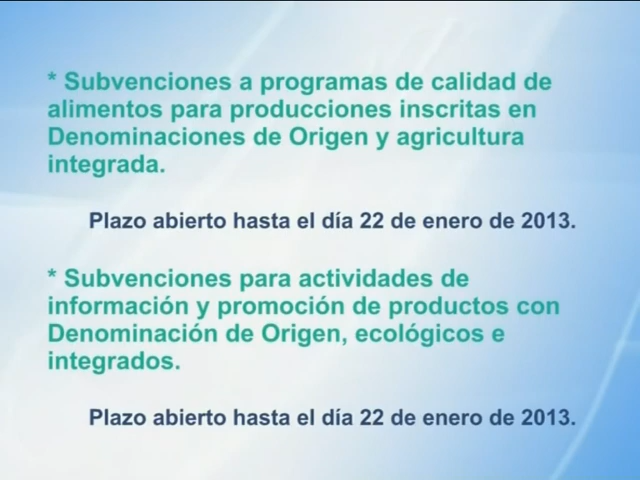 * Subvenciones a programas de calidad de
alimentos para producciones inscritas en
Denominaciones de Origen y agricultura
integrada.
Plazo abierto hasta el día 22 de enero de 2013.
* Subvenciones para actividades de
información y promoción de productos con
Denominación de Origen, ecológicos e
integrados.
Plazo abierto hasta el día 22 de enero de 2013.